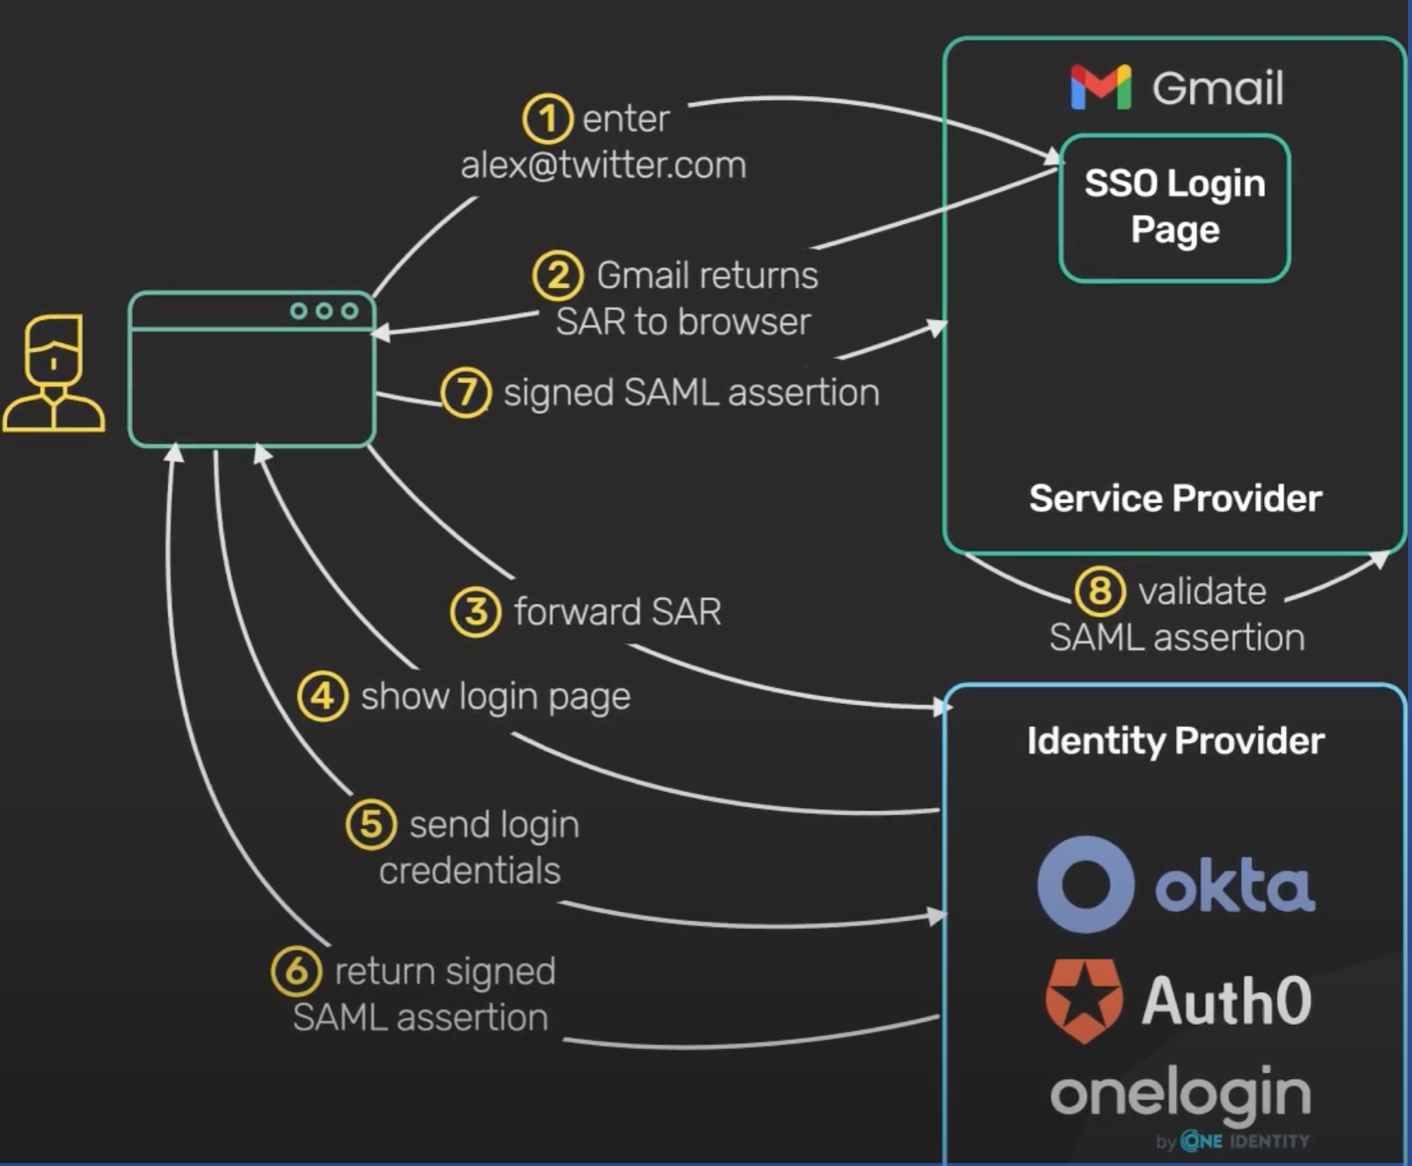 Gmail
1 enter
alex@twitter.com
SSO Login
Page
2 Gmail returns
SAR to browser
7 signed SAML assertion
Service Provider
8 validate
SAML assertion
3 forward SAR
4 show login page
Identity Provider
5 send login
credentials
okta
6 return signed
SAML assertion
Auth0
onelogin
by ONE IDENTITY